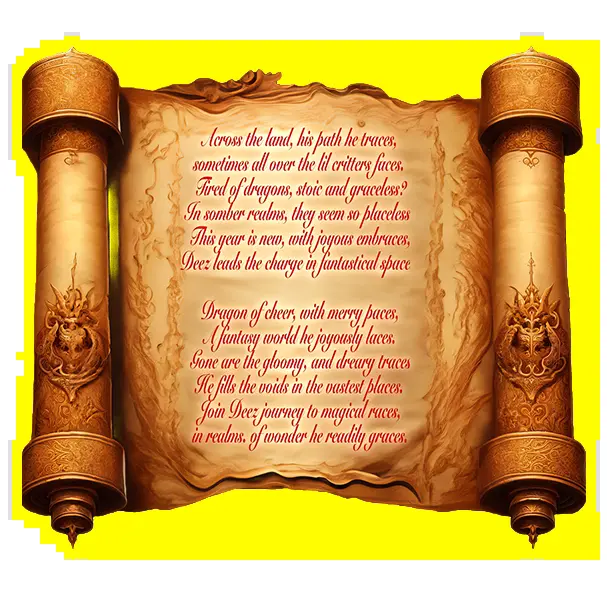 Across the land, his path he traces,
sometimes all over the lil critters faces.
Tired of dragons, stoic and graceless?
In somber realms, they seem so placeless
This year is new, with joyous embraces,
Deez leads the charge in fantastical space
Dragon of cheer, with merry paces,
A fantasy world he joyously laces.
Gone are the gloomy, and dreary traces
He fills the voids in the vastest places.
Join Deez journey to magical races,
in realms. of wonder he readily graces.